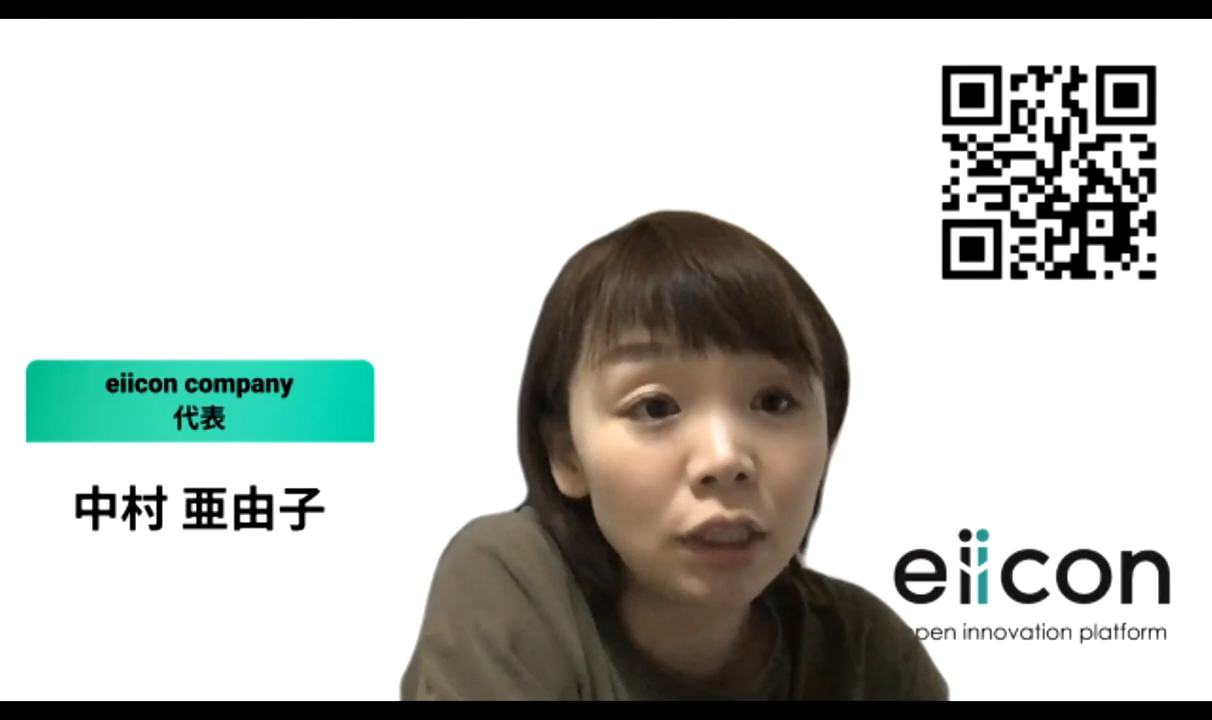 eiicon company
代表
中村 亜由子
eiicon
pen innovation platform